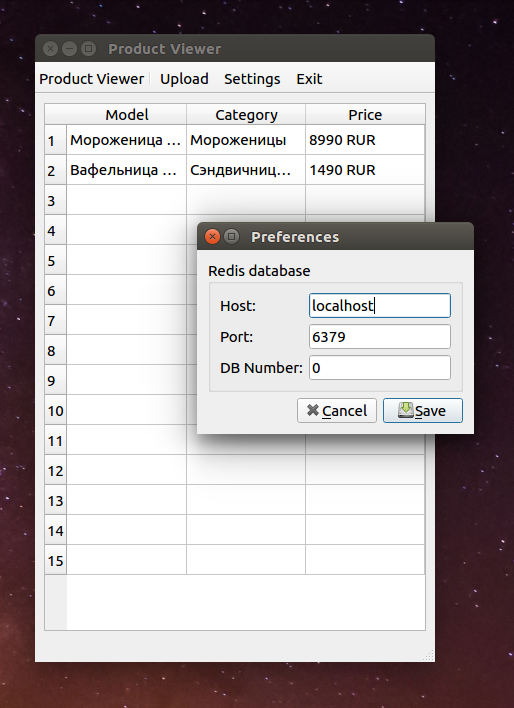 Product Viewer
Product Viewer Upload Settings Exit
Model Category Price
1 Мороженица ... Мороженицы 8990 RUR
2 Вафельница ... Сэндвичниц... 1490 RUR
3
4
5
6
7
8
9
10
11
12
13
14
15
Preferences
Redis database
Host: localhost
Port: 6379
DB Number: 0
Cancel Save